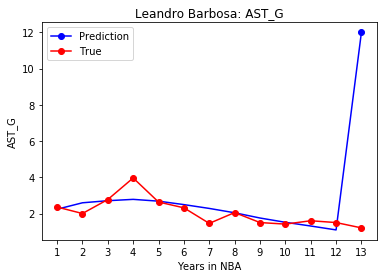 Leandro Barbosa: AST_G
Prediction
True
12
10
8
6
4
2
AST_G
1 2 3 4 5 6 7 8 9 10 11 12 13
Years in NBA